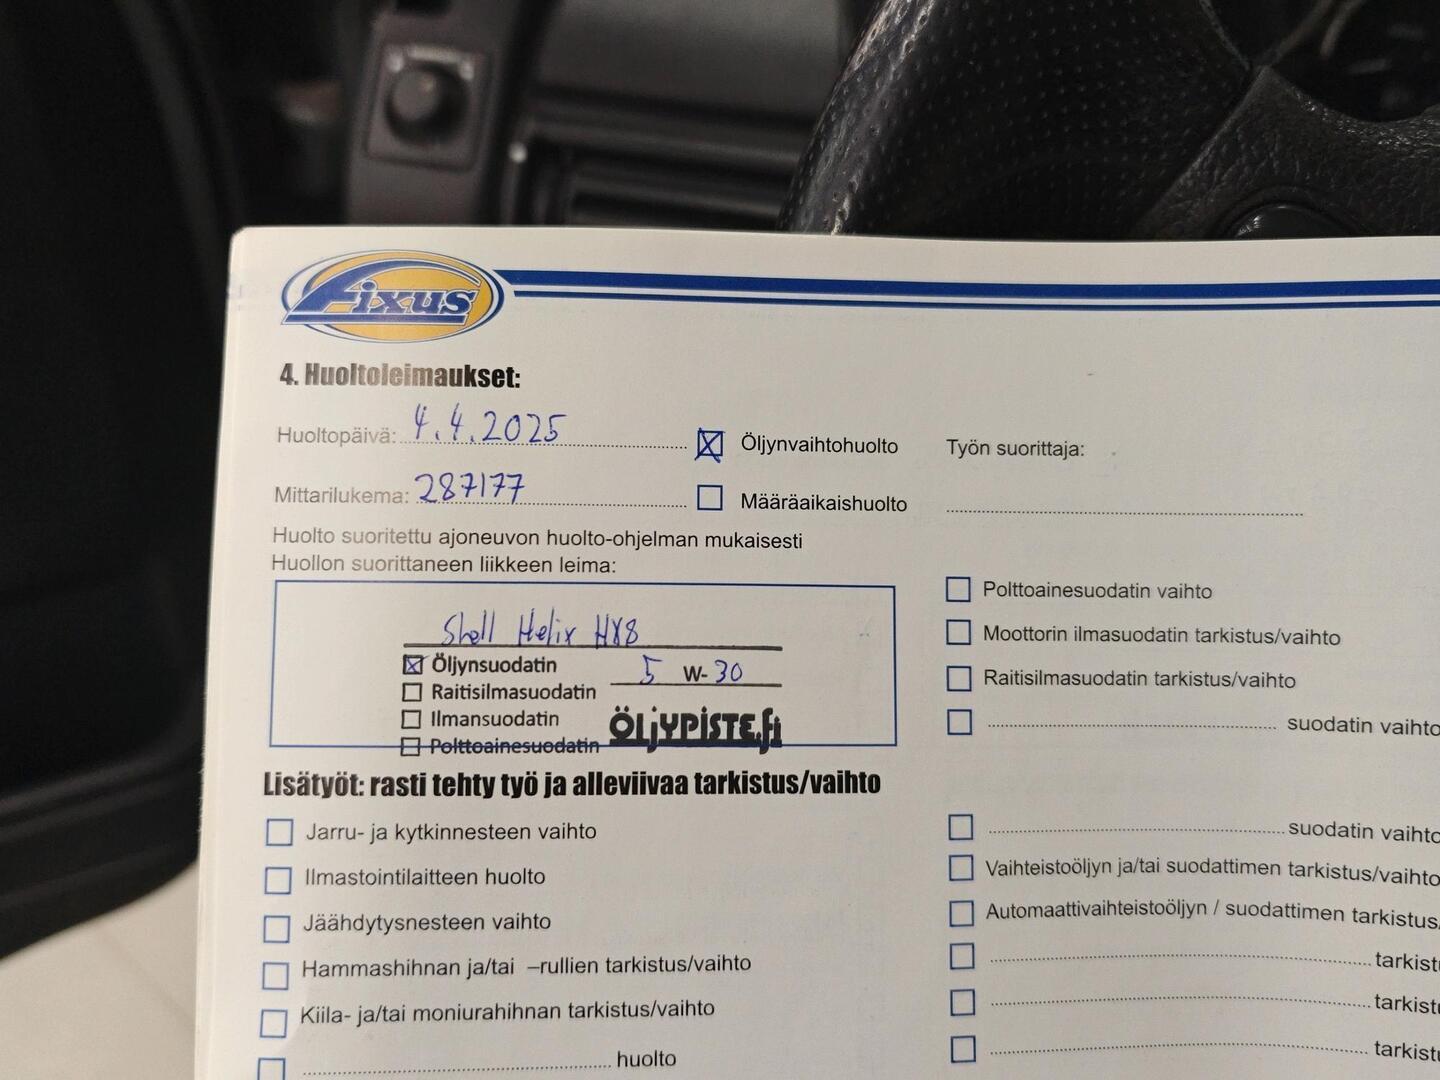 Fixus
4. Huoltoleimaukset:
Huoltopäivä: 4.4.2025
Öljynvaihtohuolto
Työn suorittaja:
Mittarilukema: 287177
Määräaikaishuolto
Huolto suoritettu ajoneuvon huolto-ohjelman mukaisesti
Huollon suorittaneen liikkeen leima:
Shell Helix HX8
Öljynsuodatin
5 W-30
Raitisilmasuodatin
Ilmansuodatin
Polttoainesuodatin
ÖLjYPiSTE.fi
Polttoainesuodatin vaihto
Moottorin ilmasuodatin tarkistus/vaihto
Raitisilmasuodatin tarkistus/vaihto
suodatin vaihto
Lisätyöt: rasti tehty työ ja alleviivaa tarkistus/vaihto
Jarru- ja kytkinnesteen vaihto
Ilmastointilaitteen huolto
Jäähdytysnesteen vaihto
Hammashihnan ja/tai –rullien tarkistus/vaihto
Kiila- ja/tai moniurahihnan tarkistus/vaihto
huolto
suodatin vaihto
Vaihteistoöljyn ja/tai suodattimen tarkistus/vaihto
Automaattivaihteistoöljyn / suodattimen tarkistus/
tarkist
tarkist
tarkist